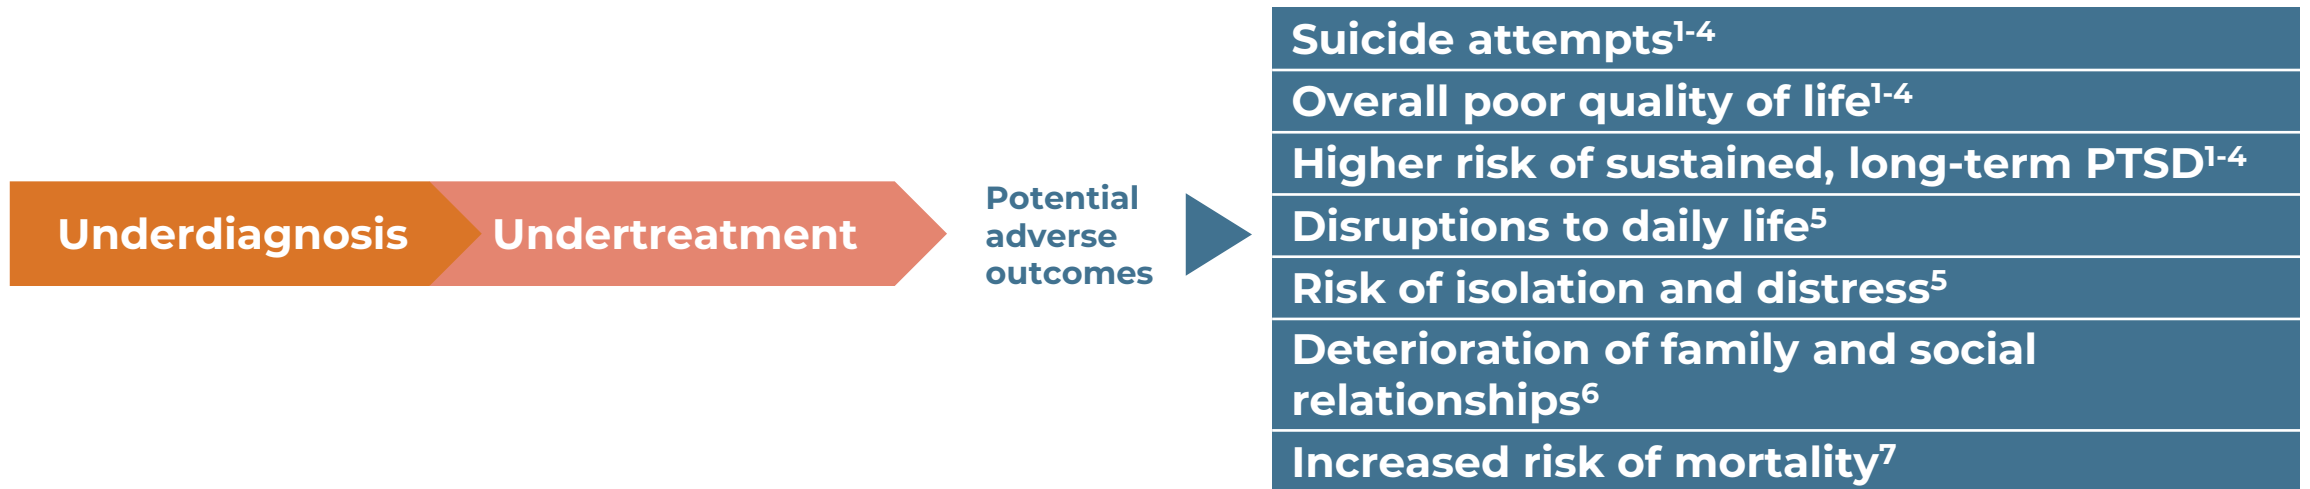 Underdiagnosis
Undertreatment
Potential
adverse
outcomes
Suicide attempts¹⁻⁴
Overall poor quality of life¹⁻⁴
Higher risk of sustained, long-term PTSD¹⁻⁴
Disruptions to daily life⁵
Risk of isolation and distress⁵
Deterioration of family and social
relationships⁶
Increased risk of mortality⁷